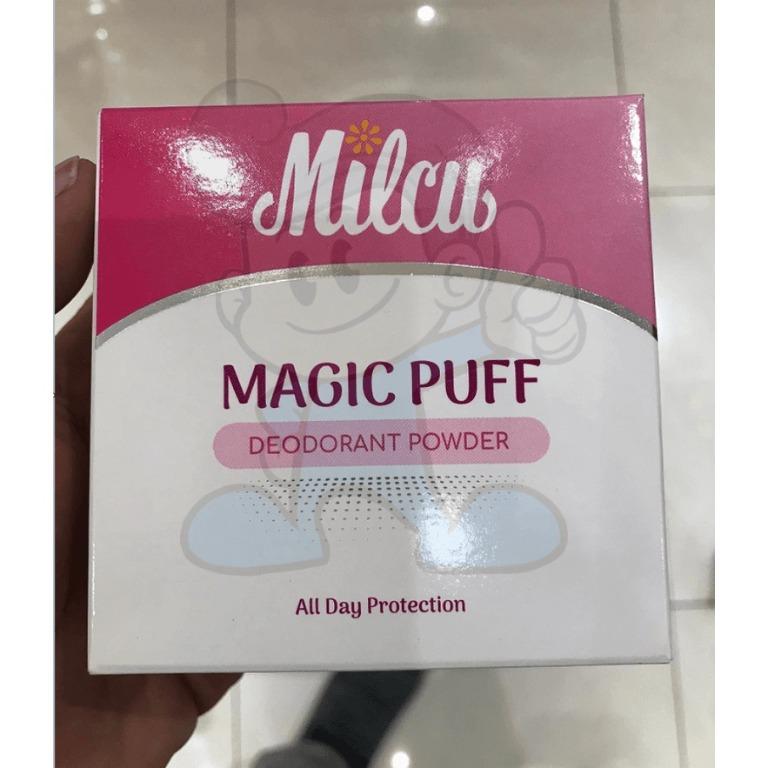 Milcu
MAGIC PUFF
DEODORANT POWDER
All Day Protection